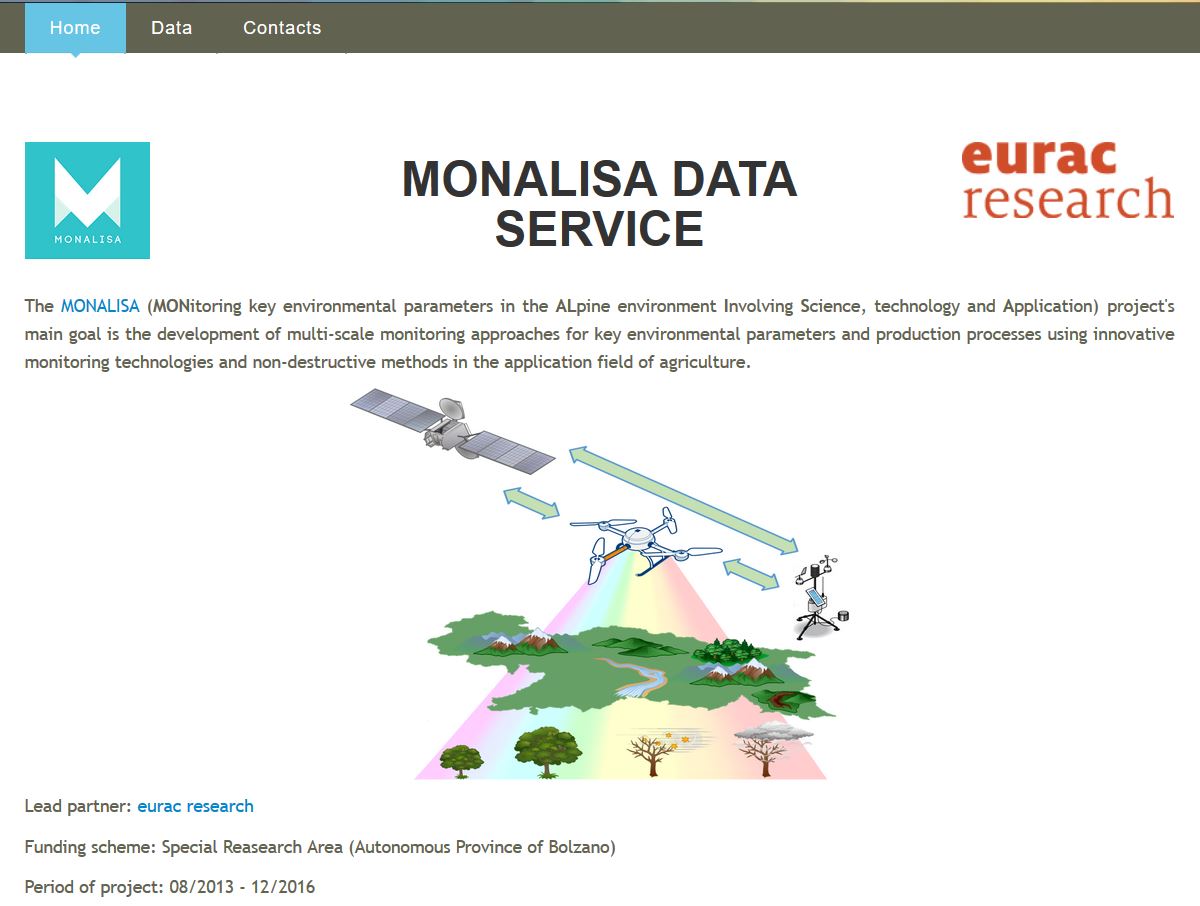 Home Data Contacts
MONALISA
MONALISA DATA
SERVICE
eurac
research
The MONALISA (MONitoring key environmental parameters in the ALpine environment Involving Science, technology and Application) project's
main goal is the development of multi-scale monitoring approaches for key environmental parameters and production processes using innovative
monitoring technologies and non-destructive methods in the application field of agriculture.
Lead partner: eurac research
Funding scheme: Special Reasearch Area (Autonomous Province of Bolzano)
Period of project: 08/2013 - 12/2016